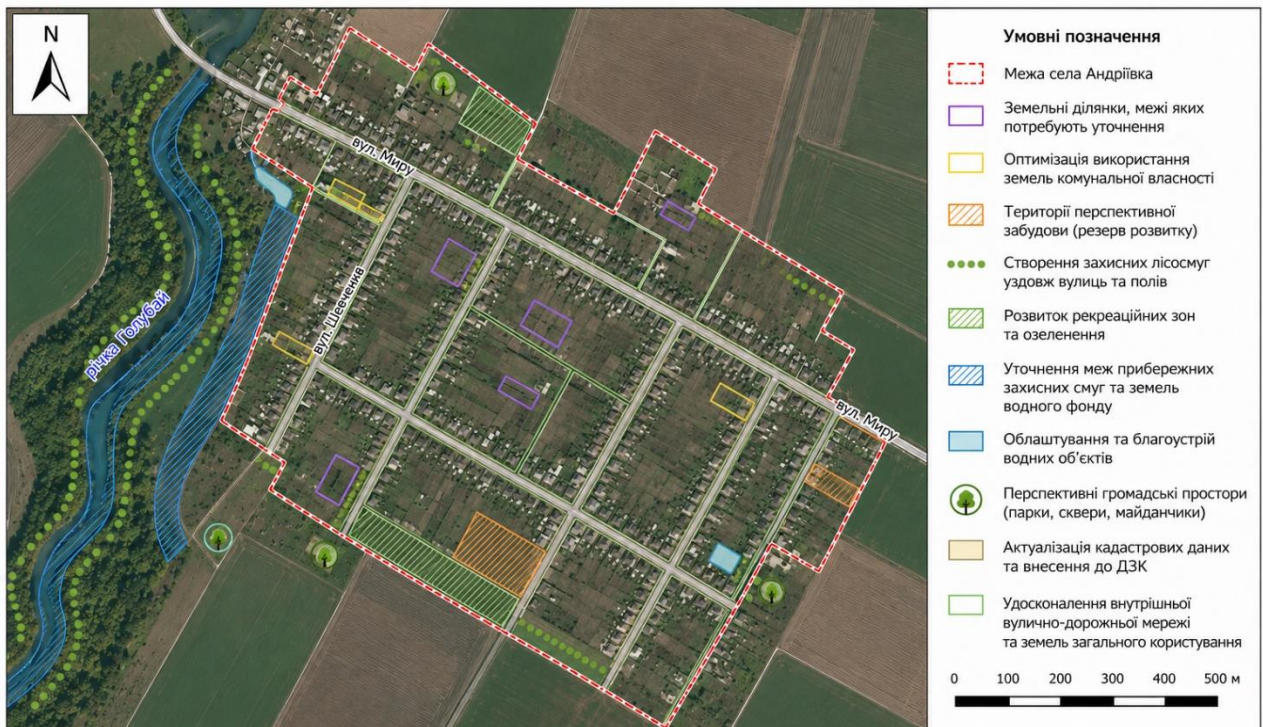 N
вул. Миру
вул. Шевченкв
річка Голубай
вул. Миру
Умовні позначення
Межа села Андріївка
Земельні ділянки, межі яких
потребують уточнення
Оптимізація використання
земель комунальної власності
Території перспективної
забудови (резерв розвитку)
Створення захисних лісосмуг
уздовж вулиць та полів
Розвиток рекреаційних зон
та озеленення
Уточнення меж прибережних
захисних смуг та земель
водного фонду
Облаштування та благоустрій
водних об’єктів
Перспективні громадські простори
(парки, сквери, майданчики)
Актуалізація кадастрових даних
та внесення до ДЗК
Удосконалення внутрішньої
вулично-дорожньої мережі
та земель загального користування
0 100 200 300 400 500 м